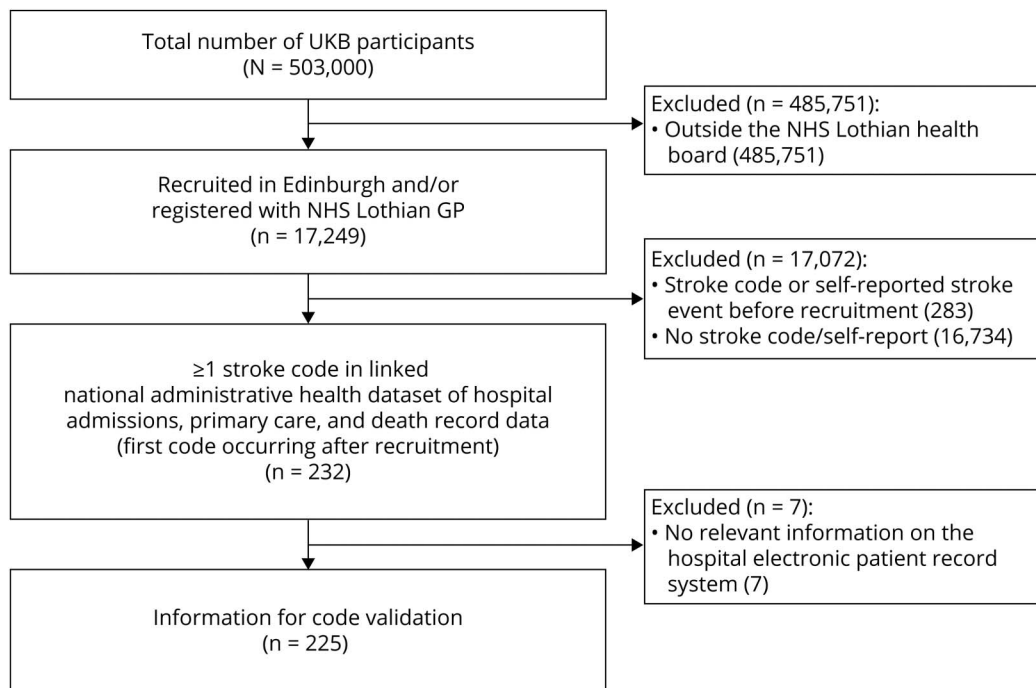 Total number of UKB participants
(N = 503,000)
Excluded (n = 485,751):
• Outside the NHS Lothian health
board (485,751)
Recruited in Edinburgh and/or
registered with NHS Lothian GP
(n = 17,249)
Excluded (n = 17,072):
• Stroke code or self-reported stroke
event before recruitment (283)
• No stroke code/self-report (16,734)
≥1 stroke code in linked
national administrative health dataset of hospital
admissions, primary care, and death record data
(first code occurring after recruitment)
(n = 232)
Excluded (n = 7):
• No relevant information on the
hospital electronic patient record
system (7)
Information for code validation
(n = 225)